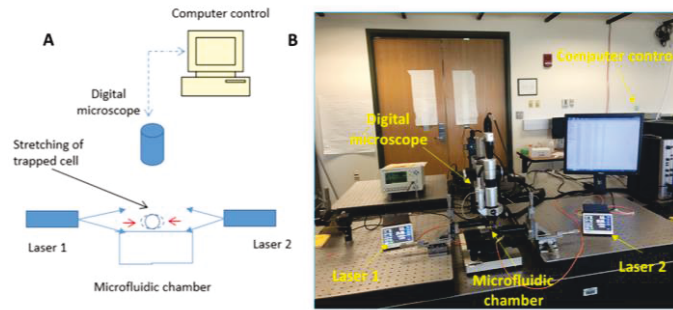 Computer control
A
B
Digital
microscope
Stretching of
trapped cell
Laser 1
Laser 2
Microfluidic chamber
Computer control
Digital
microscope
Laser 1
Microfluidic
chamber
Laser 2